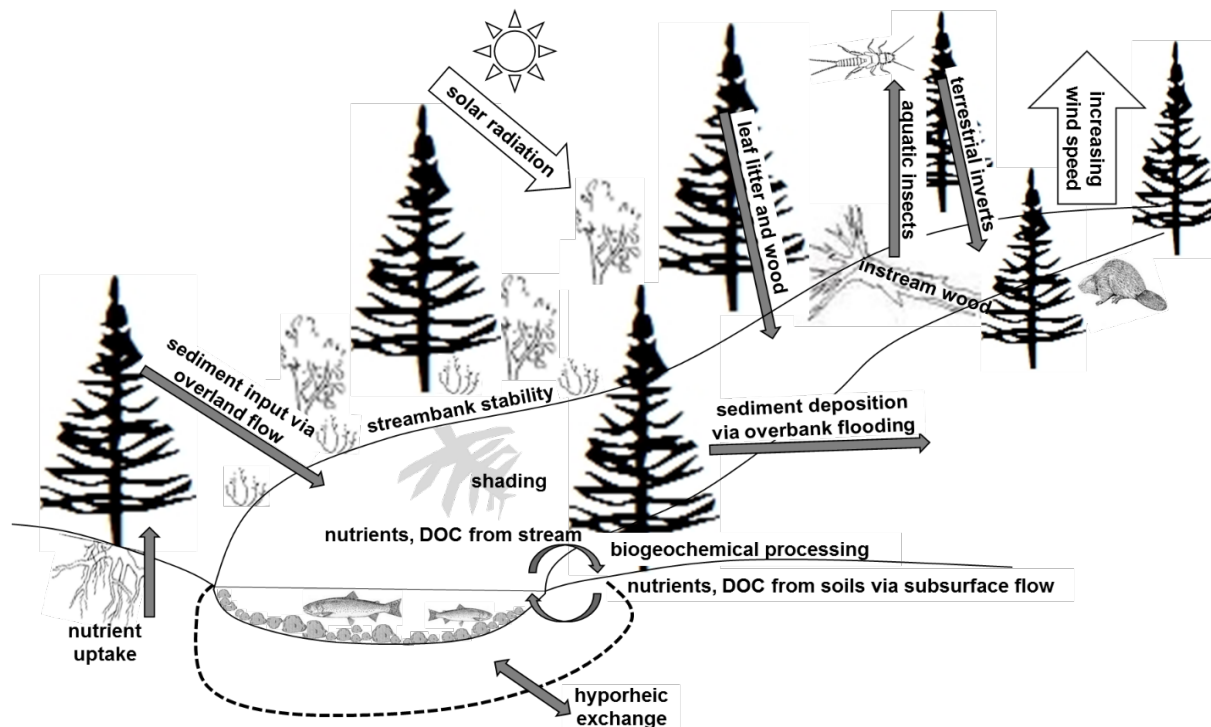 solar radiation
leaf litter and wood
aquatic insects
terrestrial inverts
increasing
wind speed
instream wood
sediment input via
overland flow
streambank stability
sediment deposition
via overbank flooding
shading
nutrients, DOC from stream
biogeochemical processing
nutrients, DOC from soils via subsurface flow
nutrient
uptake
hyporheic
exchange